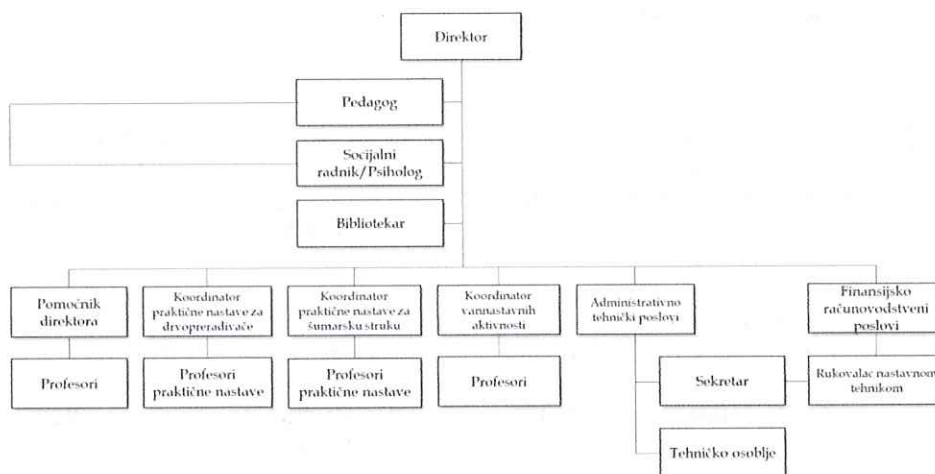 Direktor
Pedagog
Socijalni
radnik/Psiholog
Bibliotekar
Pomoćnik
direktora
Koordinator
praktične nastave za
drvoprerađivače
Koordinator
praktične nastave za
šumarsku struku
Koordinator
vannastavnih
aktivnosti
Administrativno
tehnički poslovi
Finansijsko
računovodstveni
poslovi
Profesori
Profesori
praktične nastave
Profesori
praktične nastave
Profesori
Sekretar
Rukovalac nastavnom
tehnikom
Tehničko osoblje